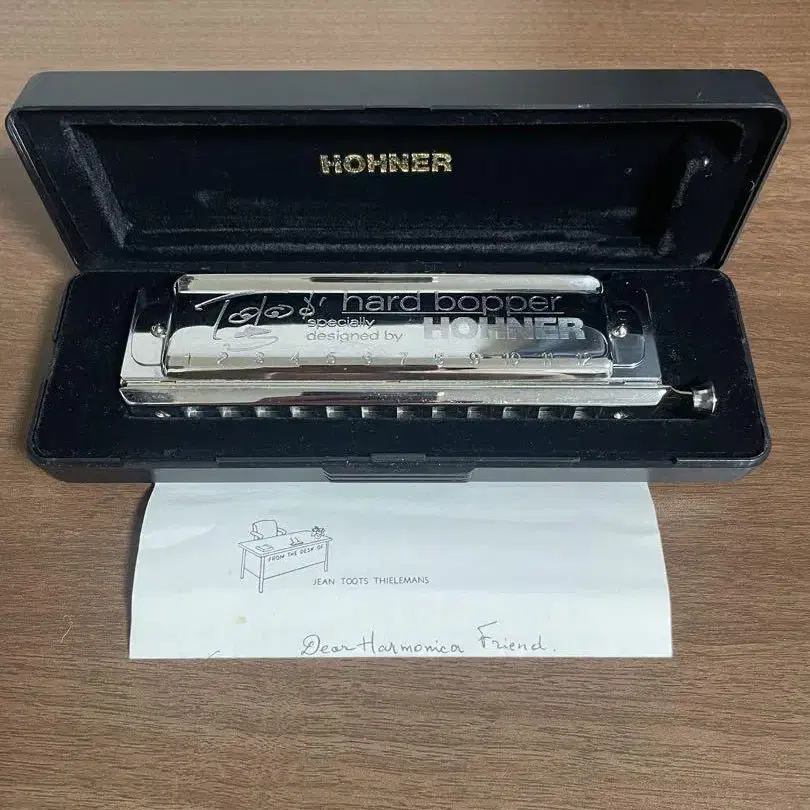 HOHNER
Toots' hard bopper
specially
designed by HOHNER
1 2 3 4 5 6 7 8 9 10 11 12
FROM THE DESK OF
JEAN TOOTS THIELEMANS
Dear Harmonica Friend.